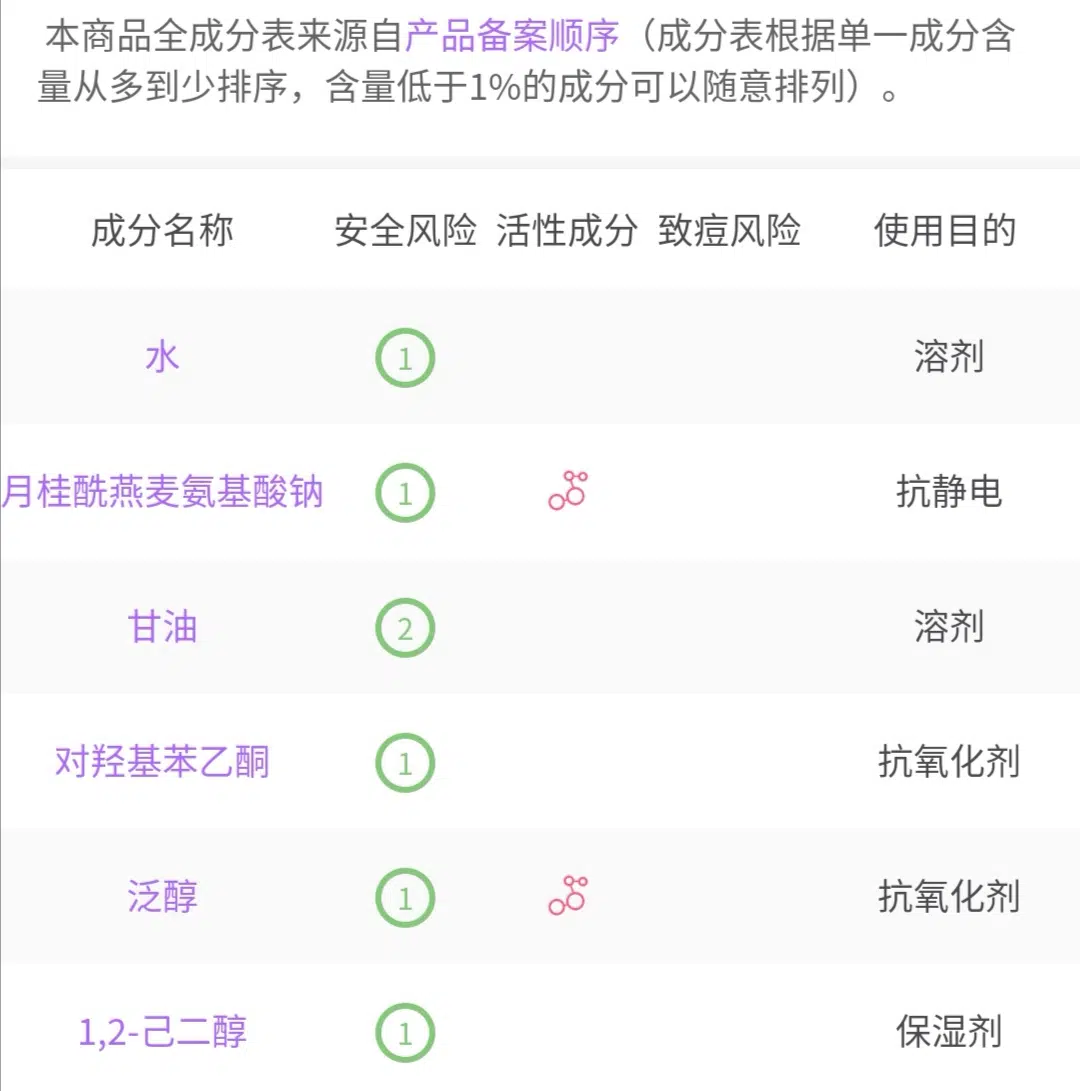 本商品全成分表来源自产品备案顺序（成分表根据单一成分含
量从多到少排序，含量低于1%的成分可以随意排列）。
成分名称 安全风险 活性成分 致痘风险 使用目的
水 1 溶剂
月桂酰燕麦氨基酸钠 1 抗静电
甘油 2 溶剂
对羟基苯乙酮 1 抗氧化剂
泛醇 1 抗氧化剂
1,2-己二醇 1 保湿剂